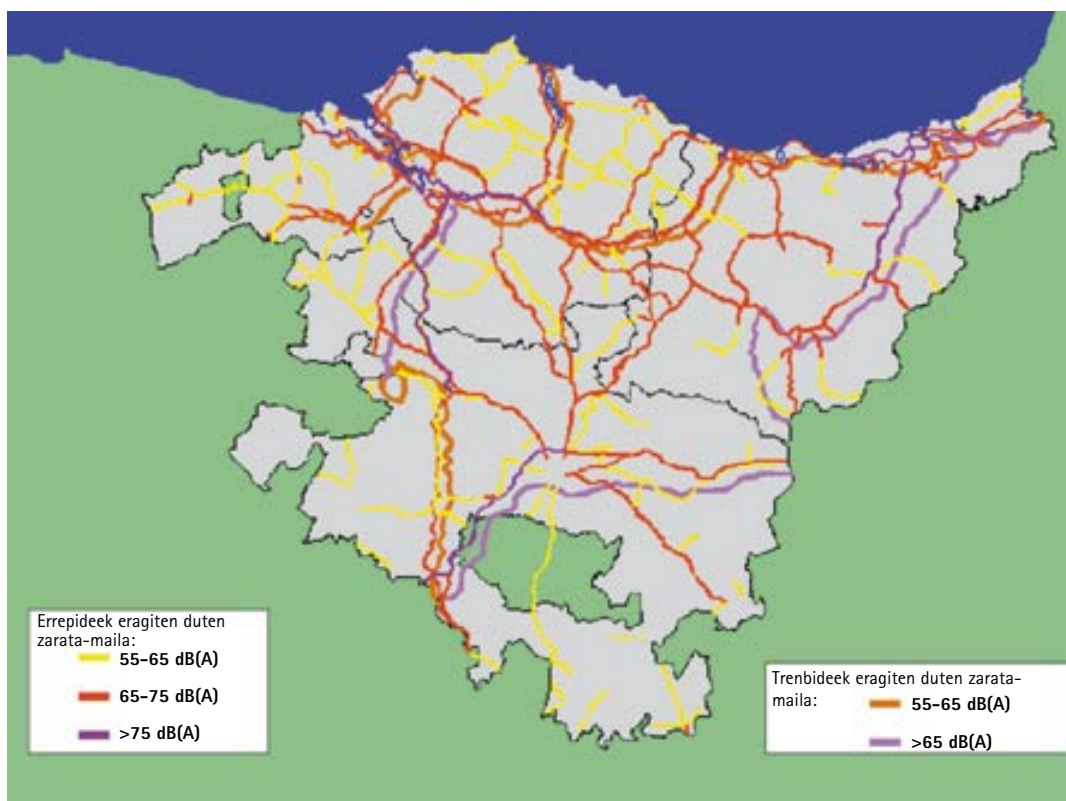 Errepideek eragiten duten
zarata-maila:
55-65 dB(A)
65-75 dB(A)
>75 dB(A)
Trenbideek eragiten duten zarata-
maila:
55-65 dB(A)
>65 dB(A)